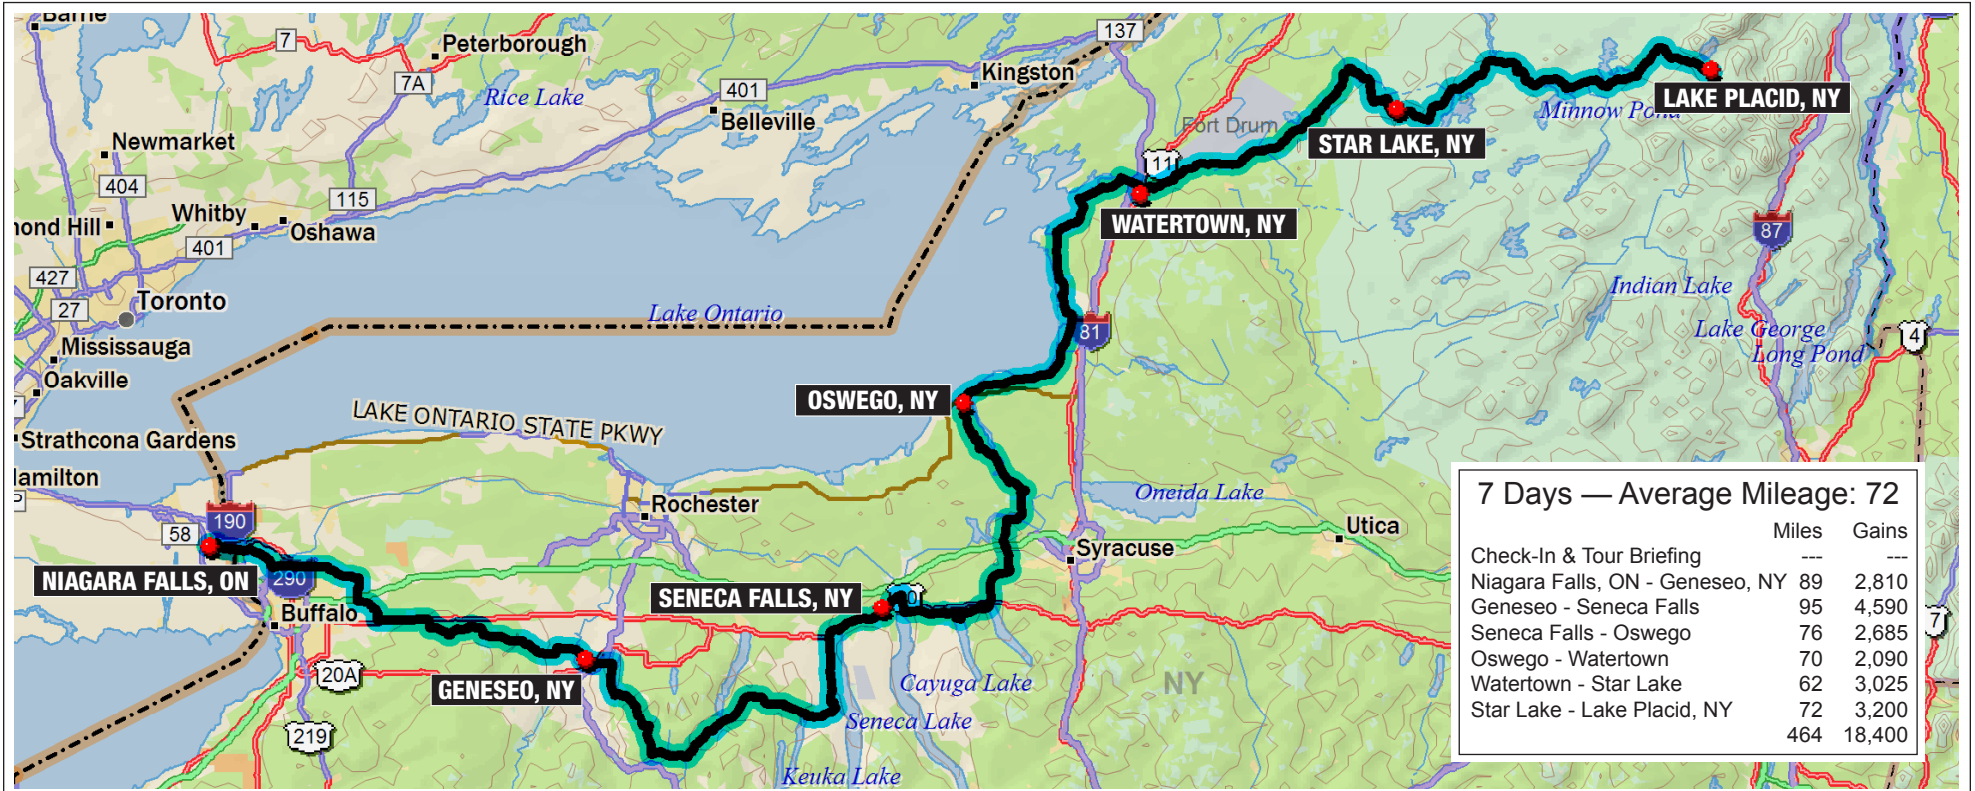 Barrie
137
7
Peterborough
Kingston
7A
401
Rice Lake
LAKE PLACID, NY
Minnow Pond
Belleville
Fort Drum
STAR LAKE, NY
Newmarket
11
404
115
Whitby
WATERTOWN, NY
mond Hill
Oshawa
401
87
427
Indian Lake
27
Toronto
Lake Ontario
81
Lake George
4
Mississauga
Long Pond
Oakville
OSWEGO, NY
LAKE ONTARIO STATE PKWY
Strathcona Gardens
Hamilton
Oneida Lake
Rochester
190
58
Utica
Syracuse
NIAGARA FALLS, ON
290
SENECA FALLS, NY
Buffalo
7
20A
GENESEO, NY
Cayuga Lake
NY
Seneca Lake
219
Keuka Lake
7 Days — Average Mileage: 72
Miles Gains
Check-In & Tour Briefing --- ---
Niagara Falls, ON - Geneseo, NY 89 2,810
Geneseo - Seneca Falls 95 4,590
Seneca Falls - Oswego 76 2,685
Oswego - Watertown 70 2,090
Watertown - Star Lake 62 3,025
Star Lake - Lake Placid, NY 72 3,200
464 18,400